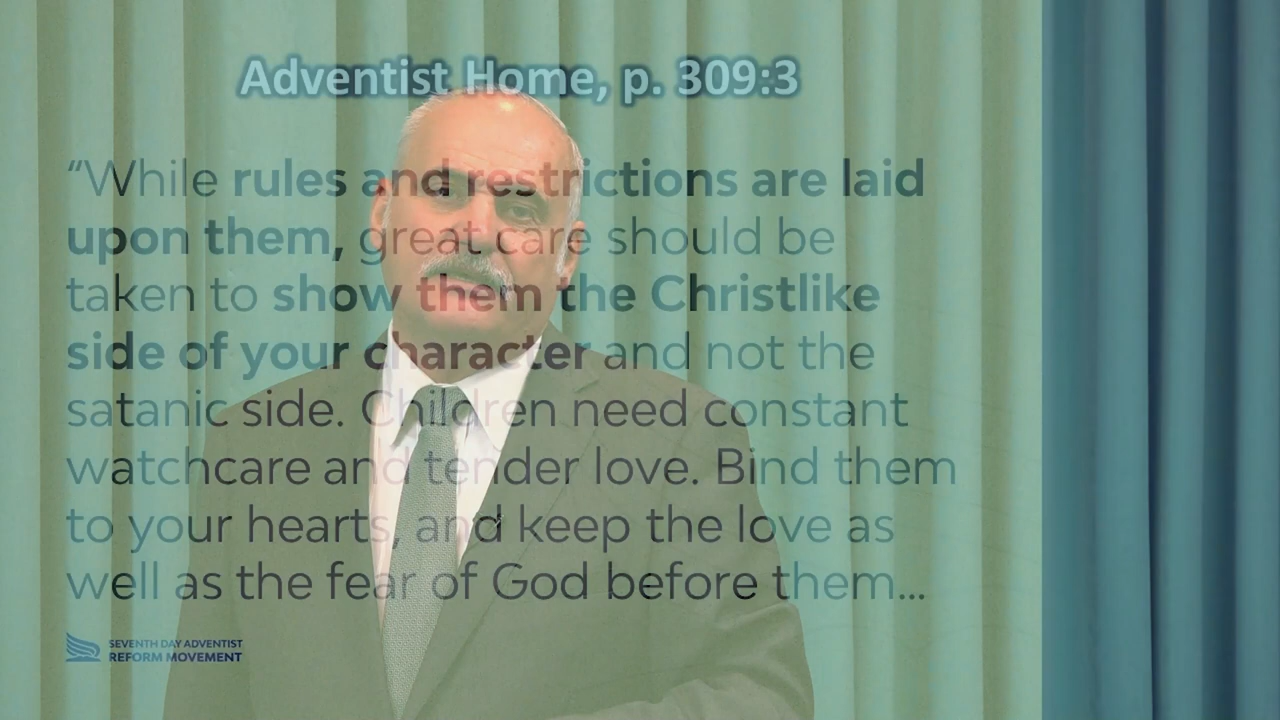 Adventist Home, p. 309:3
“While rules and restrictions are laid
upon them, great care should be
taken to show them the Christlike
side of your character and not the
satanic side. Children need constant
watchcare and tender love. Bind them
to your hearts, and keep the love as
well as the fear of God before them...
SEVENTH DAY ADVENTIST
REFORM MOVEMENT